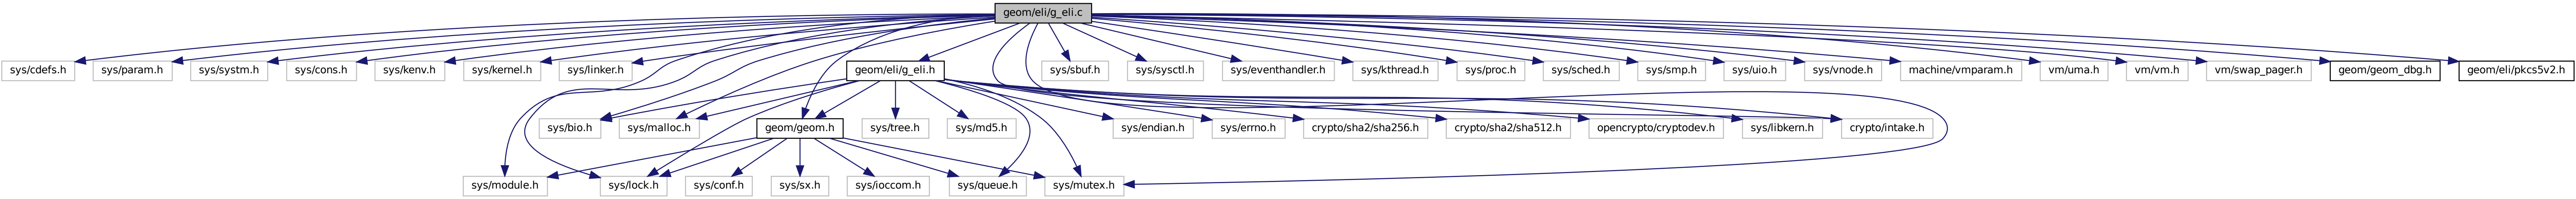 geom/eli/g_eli.c
sys/cdefs.h
sys/param.h
sys/systm.h
sys/cons.h
sys/kenv.h
sys/kernel.h
sys/linker.h
geom/eli/g_eli.h
sys/sbuf.h
sys/sysctl.h
sys/eventhandler.h
sys/kthread.h
sys/proc.h
sys/sched.h
sys/smp.h
sys/uio.h
sys/vnode.h
machine/vmparam.h
vm/uma.h
vm/vm.h
vm/swap_pager.h
geom/geom_dbg.h
geom/eli/pkcs5v2.h
sys/bio.h
sys/malloc.h
geom/geom.h
sys/tree.h
sys/md5.h
sys/endian.h
sys/errno.h
crypto/sha2/sha256.h
crypto/sha2/sha512.h
opencrypto/cryptodev.h
sys/libkern.h
crypto/intake.h
sys/module.h
sys/lock.h
sys/conf.h
sys/sx.h
sys/ioccom.h
sys/queue.h
sys/mutex.h